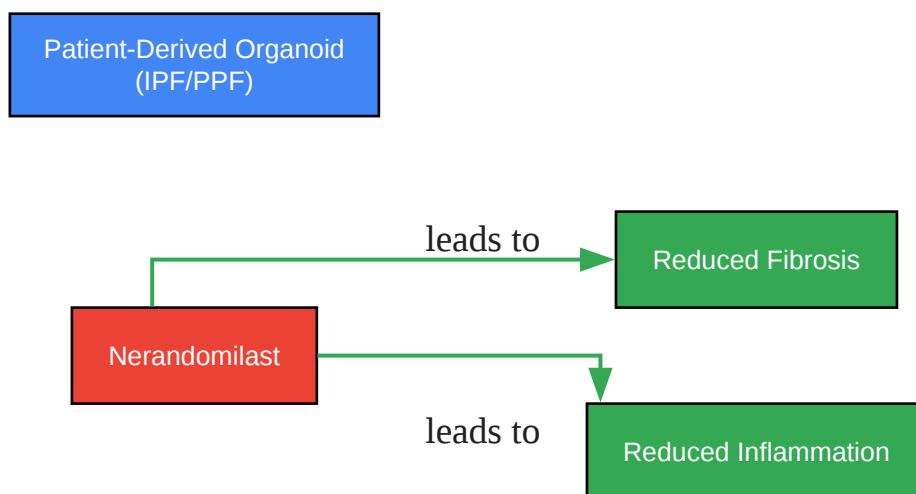 Patient-Derived Organoid
(IPF/PPF)
leads to
Reduced Fibrosis
Nerandomilast
leads to
Reduced Inflammation